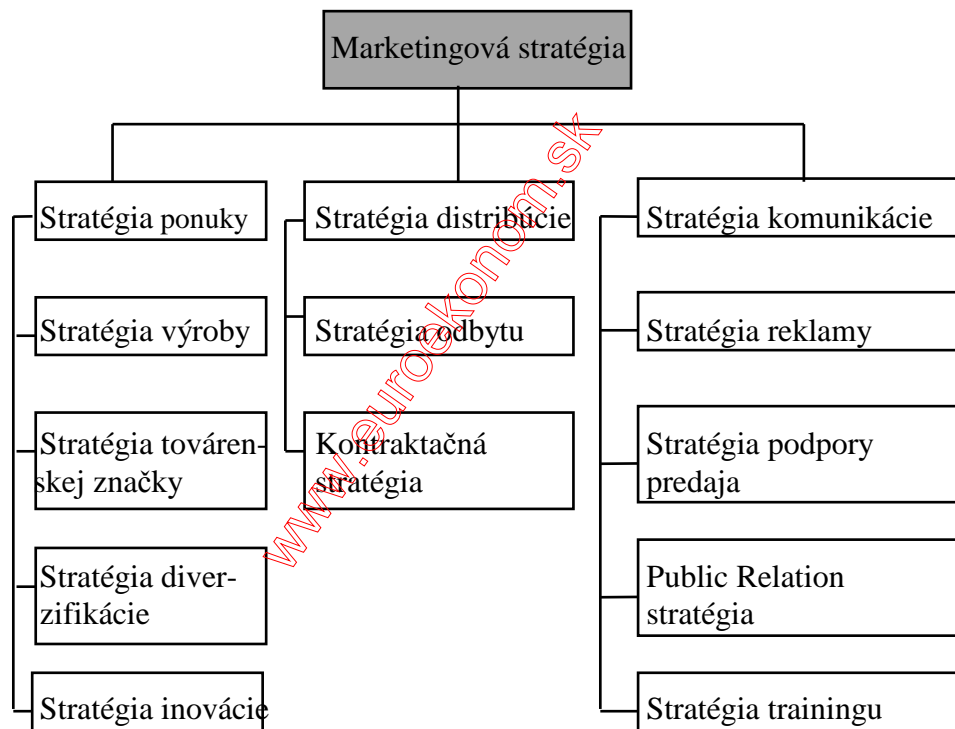 Marketingová stratégia
Stratégia ponuky
Stratégia výroby
Stratégia továren-
skej značky
Stratégia diver-
zifikácie
Stratégia inovácie
Stratégia distribúcie
Stratégia odbytu
Kontraktačná
stratégia
Stratégia komunikácie
Stratégia reklamy
Stratégia podpory
predaja
Public Relation
stratégia
Stratégia trainingu
www.euroekonom.sk